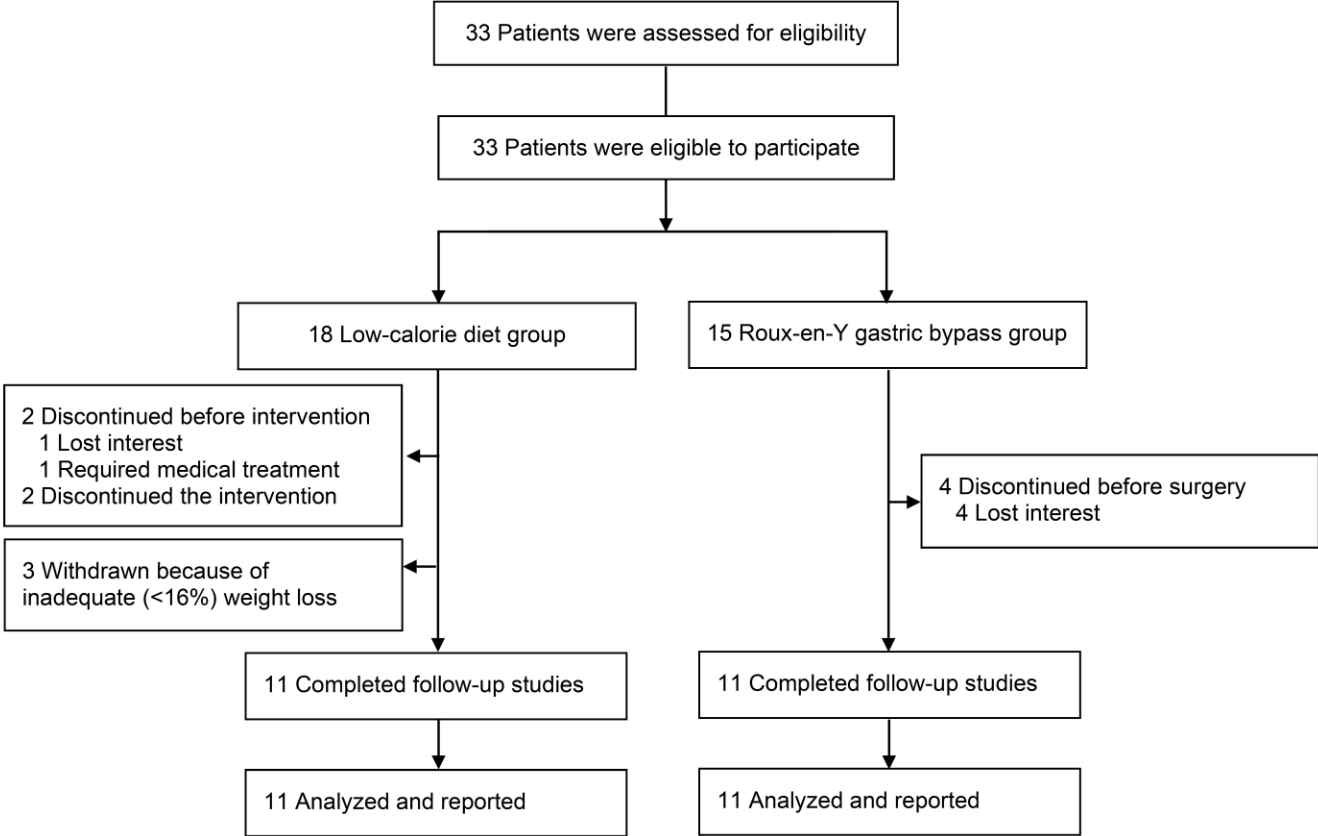 33 Patients were assessed for eligibility
33 Patients were eligible to participate
18 Low-calorie diet group
15 Roux-en-Y gastric bypass group
2 Discontinued before intervention
1 Lost interest
1 Required medical treatment
2 Discontinued the intervention
4 Discontinued before surgery
4 Lost interest
3 Withdrawn because of
inadequate (<16%) weight loss
11 Completed follow-up studies
11 Completed follow-up studies
11 Analyzed and reported
11 Analyzed and reported